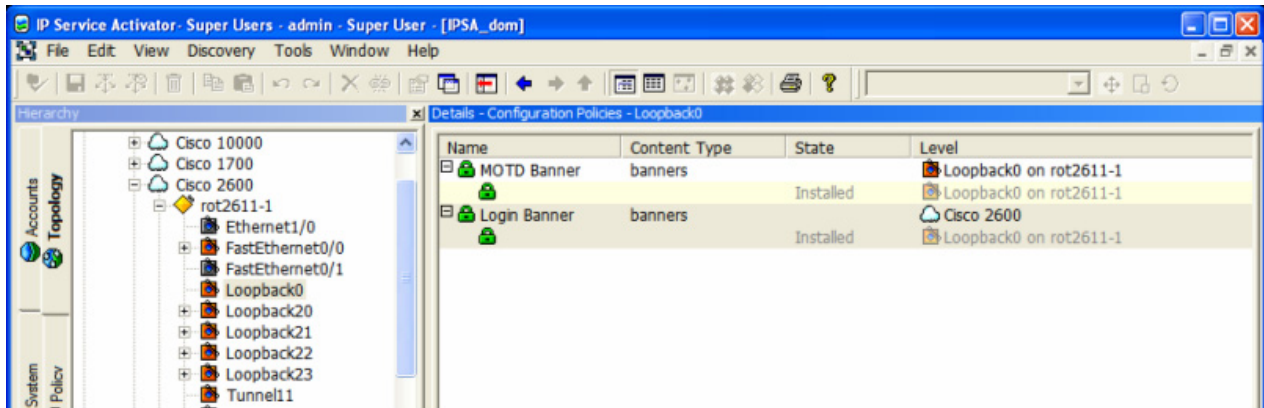 IP Service Activator- Super Users - admin - Super User - [IPSA_dom]
File Edit View Discovery Tools Window Help
Hierarchy
Details - Configuration Policies - Loopback0
Accounts
Topology
System
Policy
Cisco 10000
Cisco 1700
Cisco 2600
rot2611-1
Ethernet1/0
FastEthernet0/0
FastEthernet0/1
Loopback0
Loopback20
Loopback21
Loopback22
Loopback23
Tunnel11
Name Content Type State Level
MOTD Banner banners Loopback0 on rot2611-1
Installed Loopback0 on rot2611-1
Login Banner banners Cisco 2600
Installed Loopback0 on rot2611-1